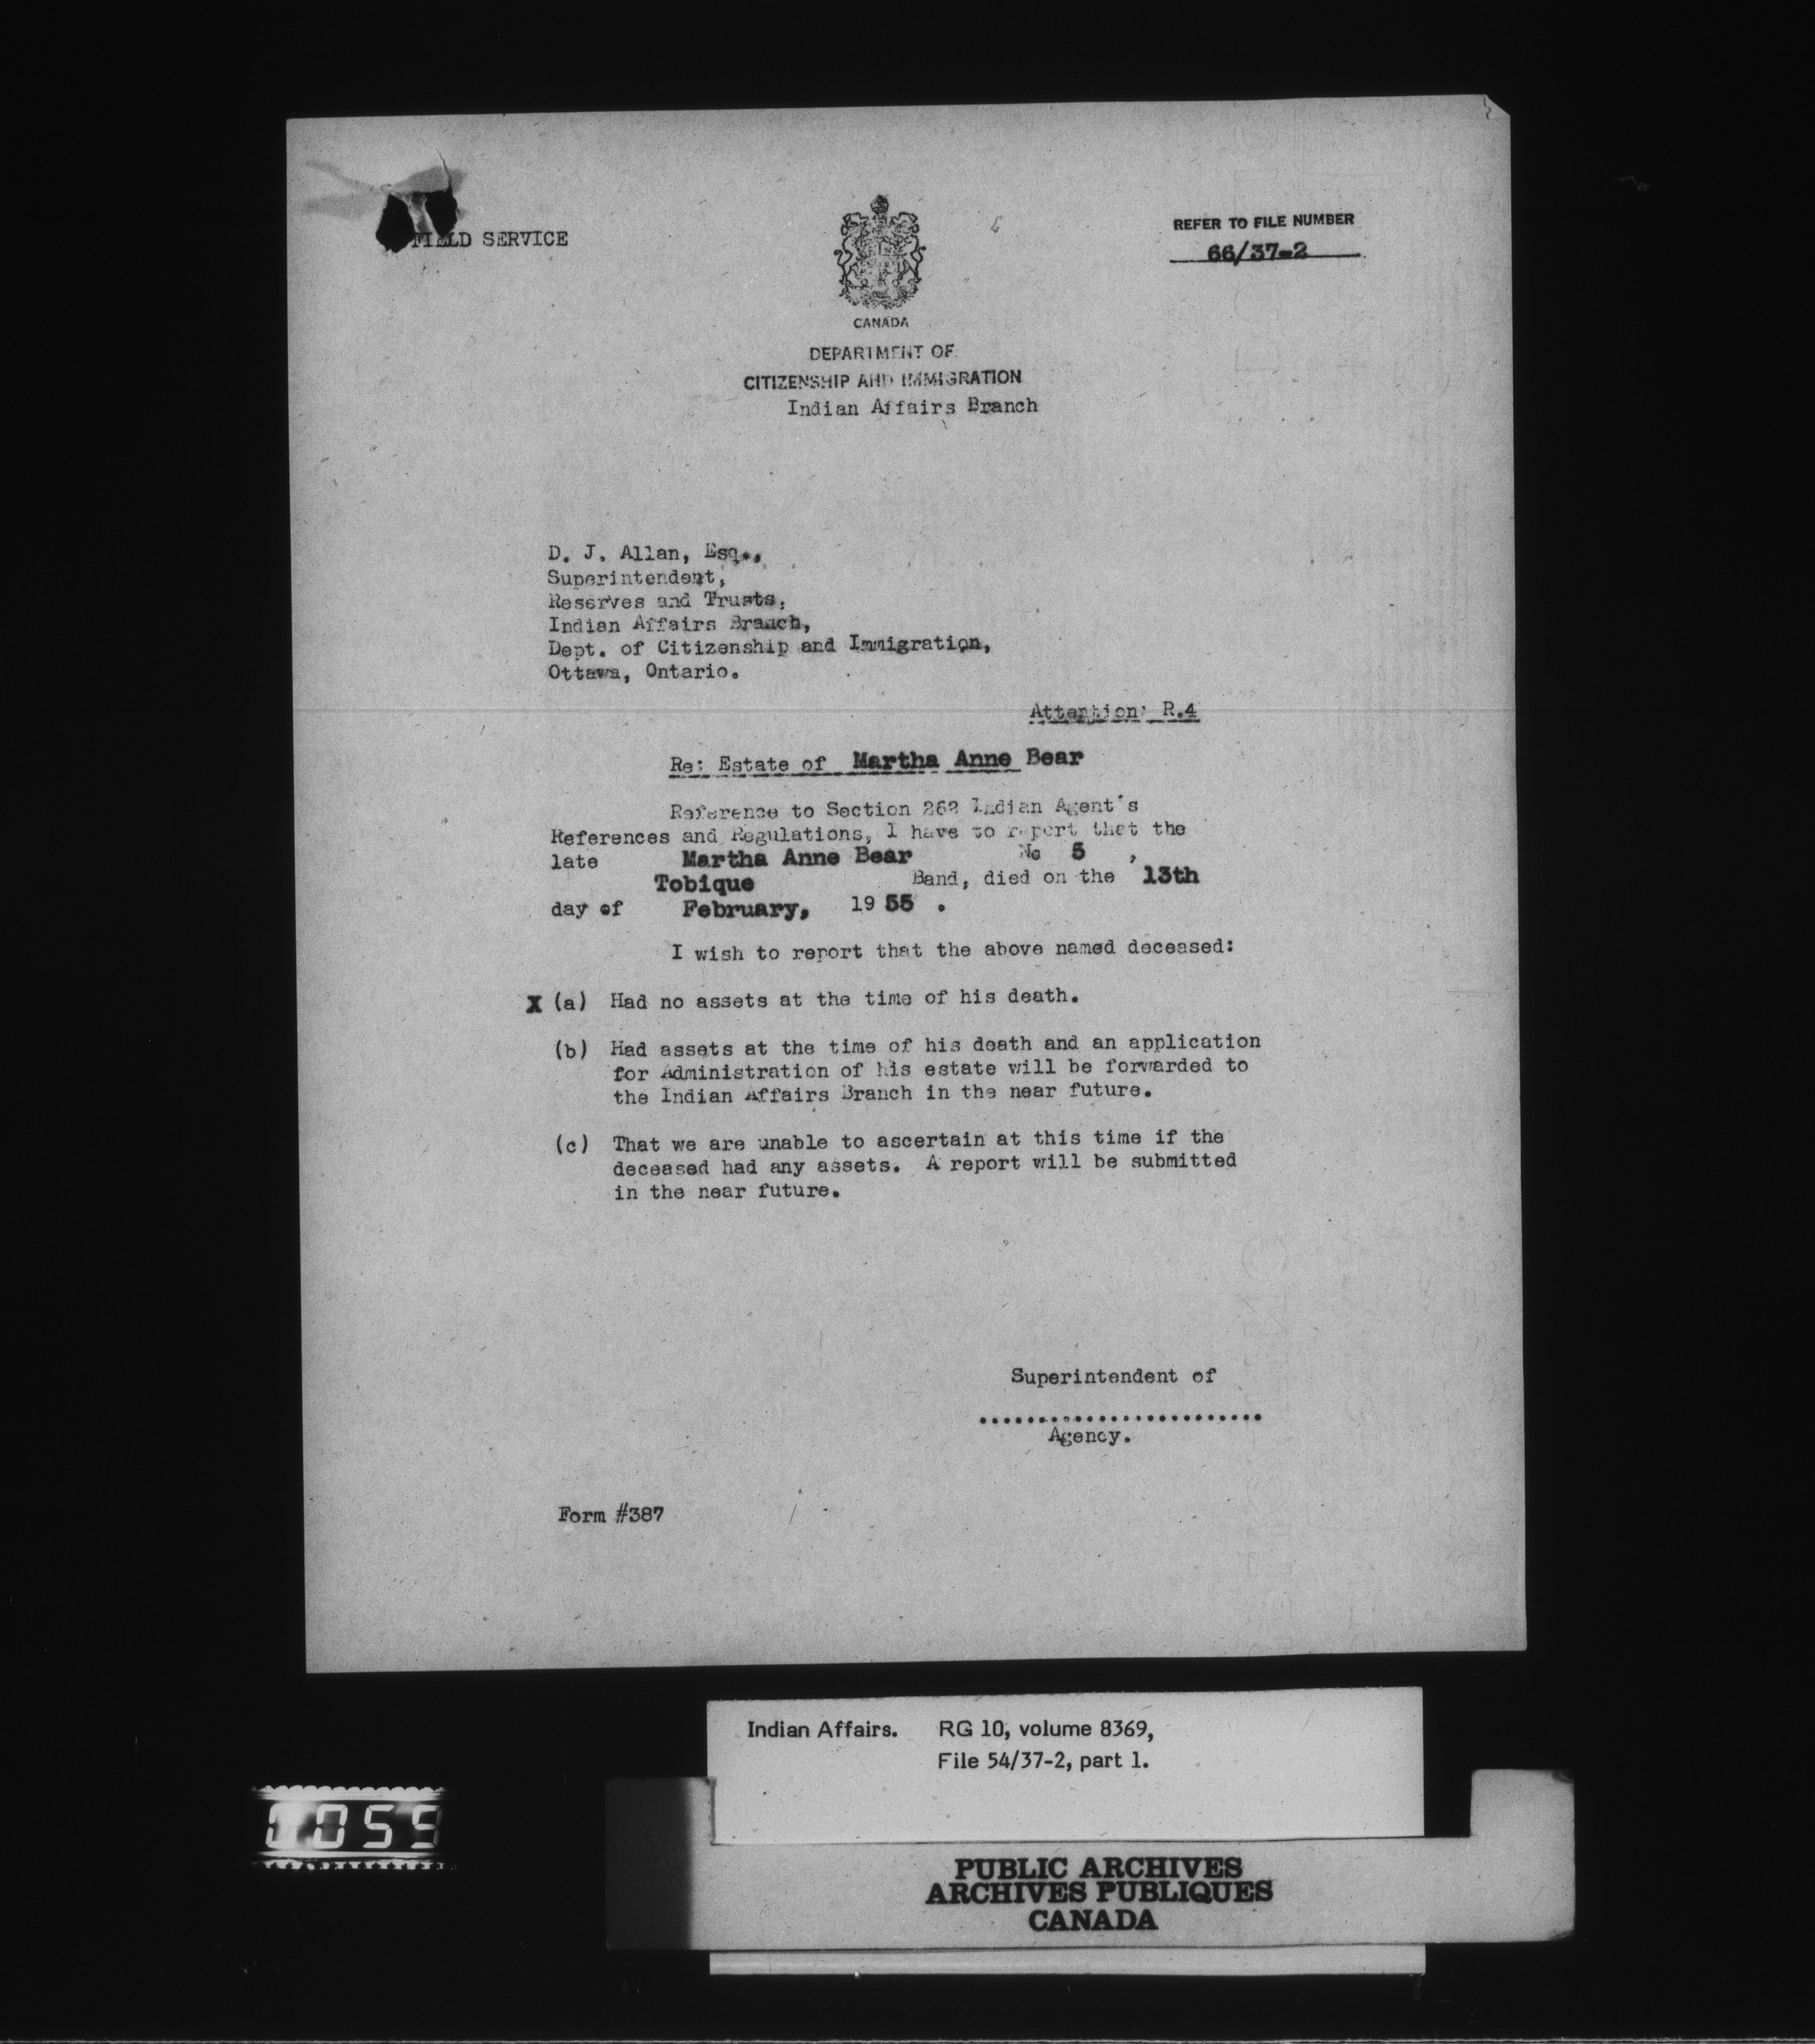 FIELD SERVICE
REFER TO FILE NUMBER
66/37-2
CANADA
DEPARTMENT OF
CITIZENSHIP AND IMMIGRATION
Indian Affairs Branch
D. J. Allan, Esq.,
Superintendent,
Reserves and Trusts,
Indian Affairs Branch,
Dept. of Citizenship and Immigration,
Ottawa, Ontario.
Attention: R.4
Re: Estate of Martha Anne Bear
Reference to Section 262 Indian Agent's
References and Regulations, I have to report that the
late Martha Anne Bear No 5 ,
Tobique Band, died on the 13th
day of February, 19 55 .
I wish to report that the above named deceased:
X (a) Had no assets at the time of his death.
(b) Had assets at the time of his death and an application
for Administration of his estate will be forwarded to
the Indian Affairs Branch in the near future.
(c) That we are unable to ascertain at this time if the
deceased had any assets. A report will be submitted
in the near future.
Superintendent of
........................
Agency.
Form #387
Indian Affairs. RG 10, volume 8369,
File 54/37-2, part 1.
0059
PUBLIC ARCHIVES
ARCHIVES PUBLIQUES
CANADA